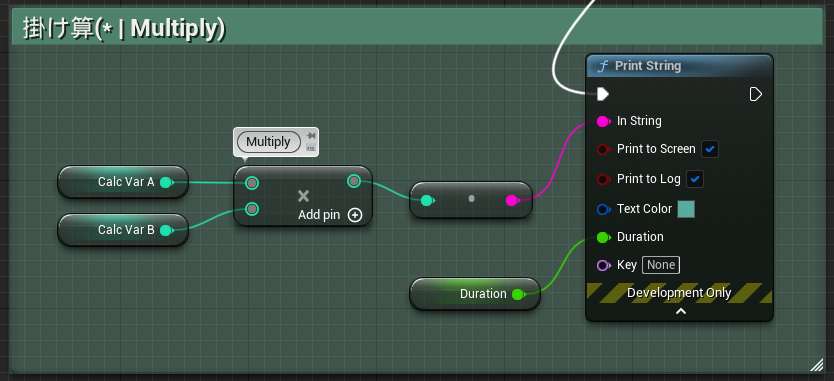 掛け算(* | Multiply)
Print String
In String
Print to Screen
Print to Log
Text Color
Duration
Key None
Development Only
Multiply
Calc Var A
Calc Var B
Add pin
Duration